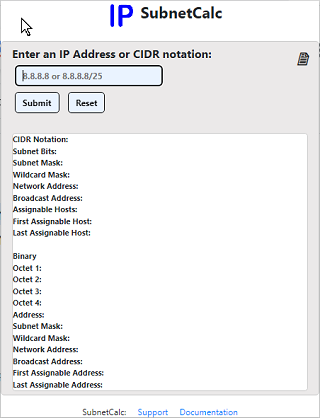 IP SubnetCalc
Enter an IP Address or CIDR notation:
8.8.8.8 or 8.8.8.8/25
Submit Reset
CIDR Notation:
Subnet Bits:
Subnet Mask:
Wildcard Mask:
Network Address:
Broadcast Address:
Assignable Hosts:
First Assignable Host:
Last Assignable Host:
Binary
Octet 1:
Octet 2:
Octet 3:
Octet 4:
Address:
Subnet Mask:
Wildcard Mask:
Network Address:
Broadcast Address:
First Assignable Address:
Last Assignable Address:
SubnetCalc: Support Documentation